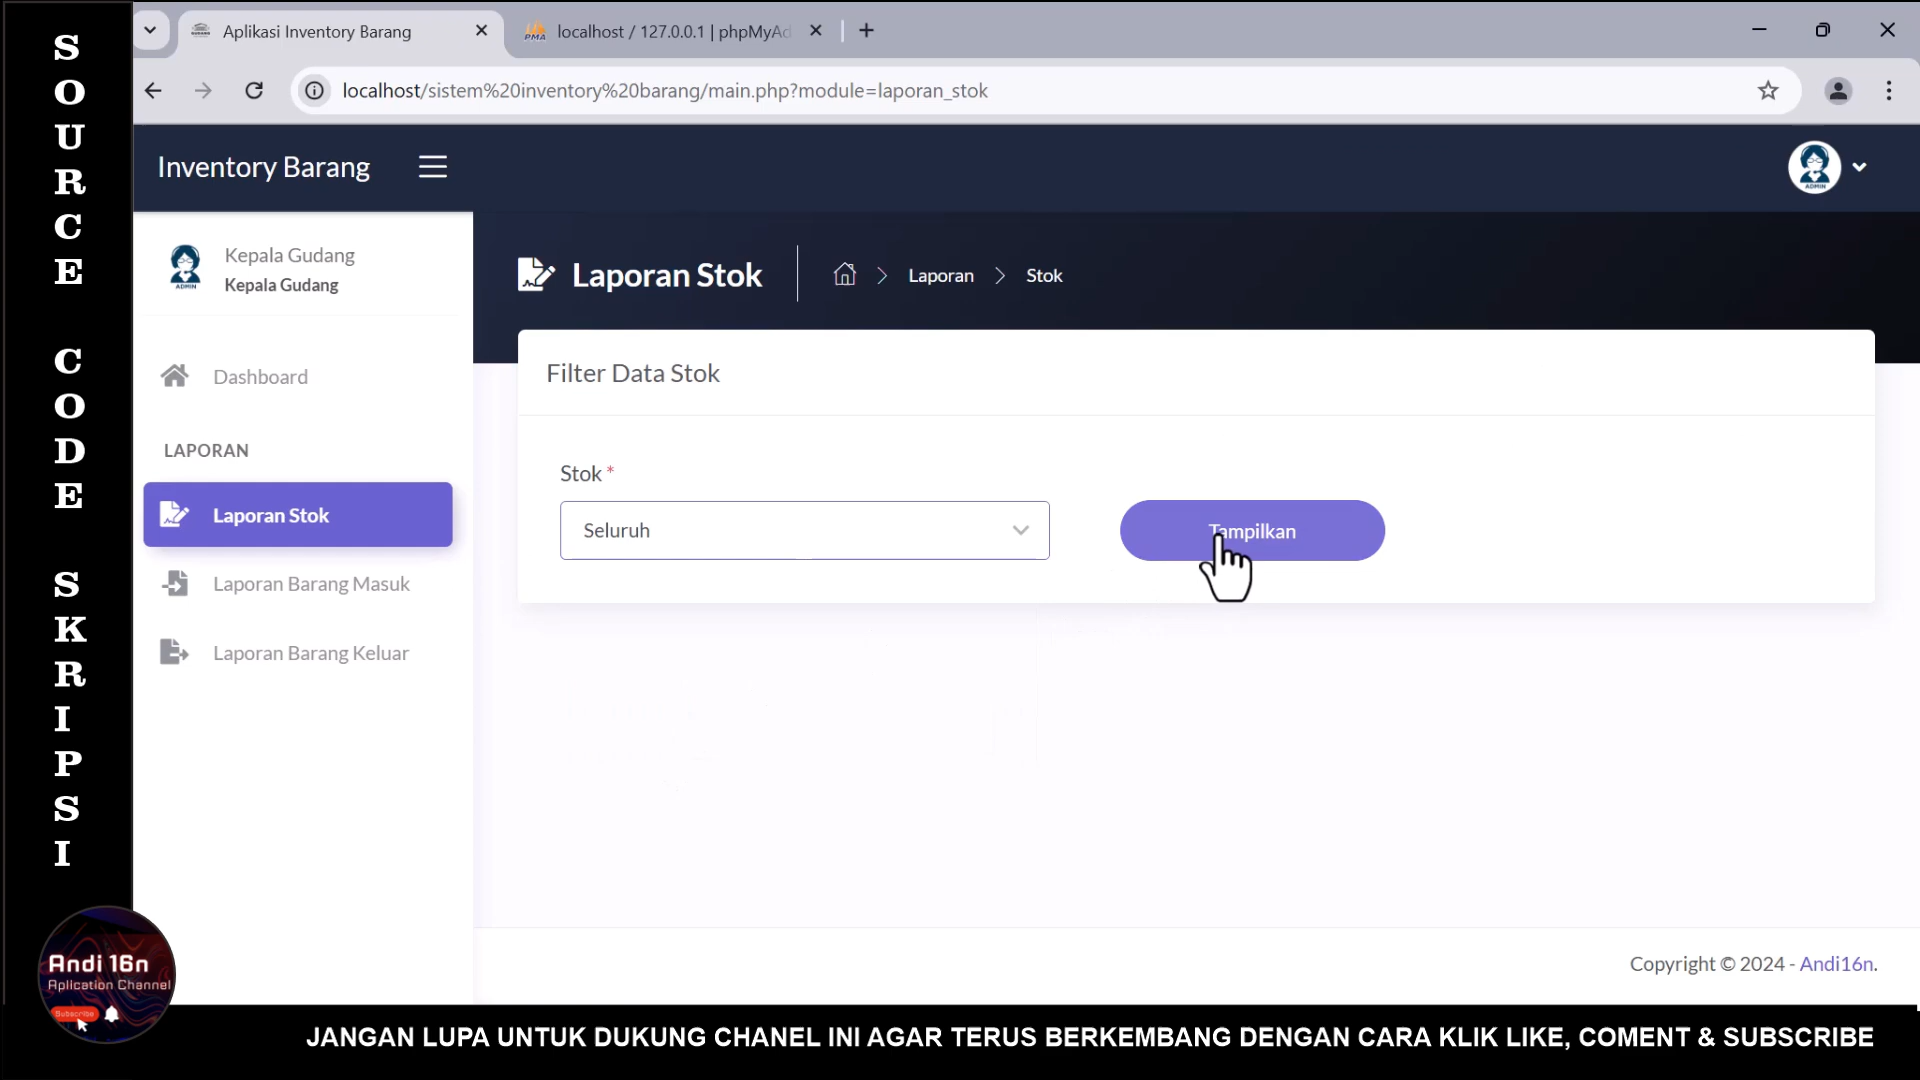 SOURCE CODE SKRIPSI
Aplikasi Inventory Barang
localhost / 127.0.0.1 | phpMyAd
localhost/sistem%20inventory%20barang/main.php?module=laporan_stok
Inventory Barang
ADMIN
Kepala Gudang
Kepala Gudang
ADMIN
Laporan Stok
Laporan
Stok
Dashboard
Filter Data Stok
LAPORAN
Stok *
Laporan Stok
Seluruh
Tampilkan
Laporan Barang Masuk
Laporan Barang Keluar
Copyright © 2024 - Andi16n.
Andi 16n
Aplication Channel
Subscribe
JANGAN LUPA UNTUK DUKUNG CHANEL INI AGAR TERUS BERKEMBANG DENGAN CARA KLIK LIKE, COMENT & SUBSCRIBE